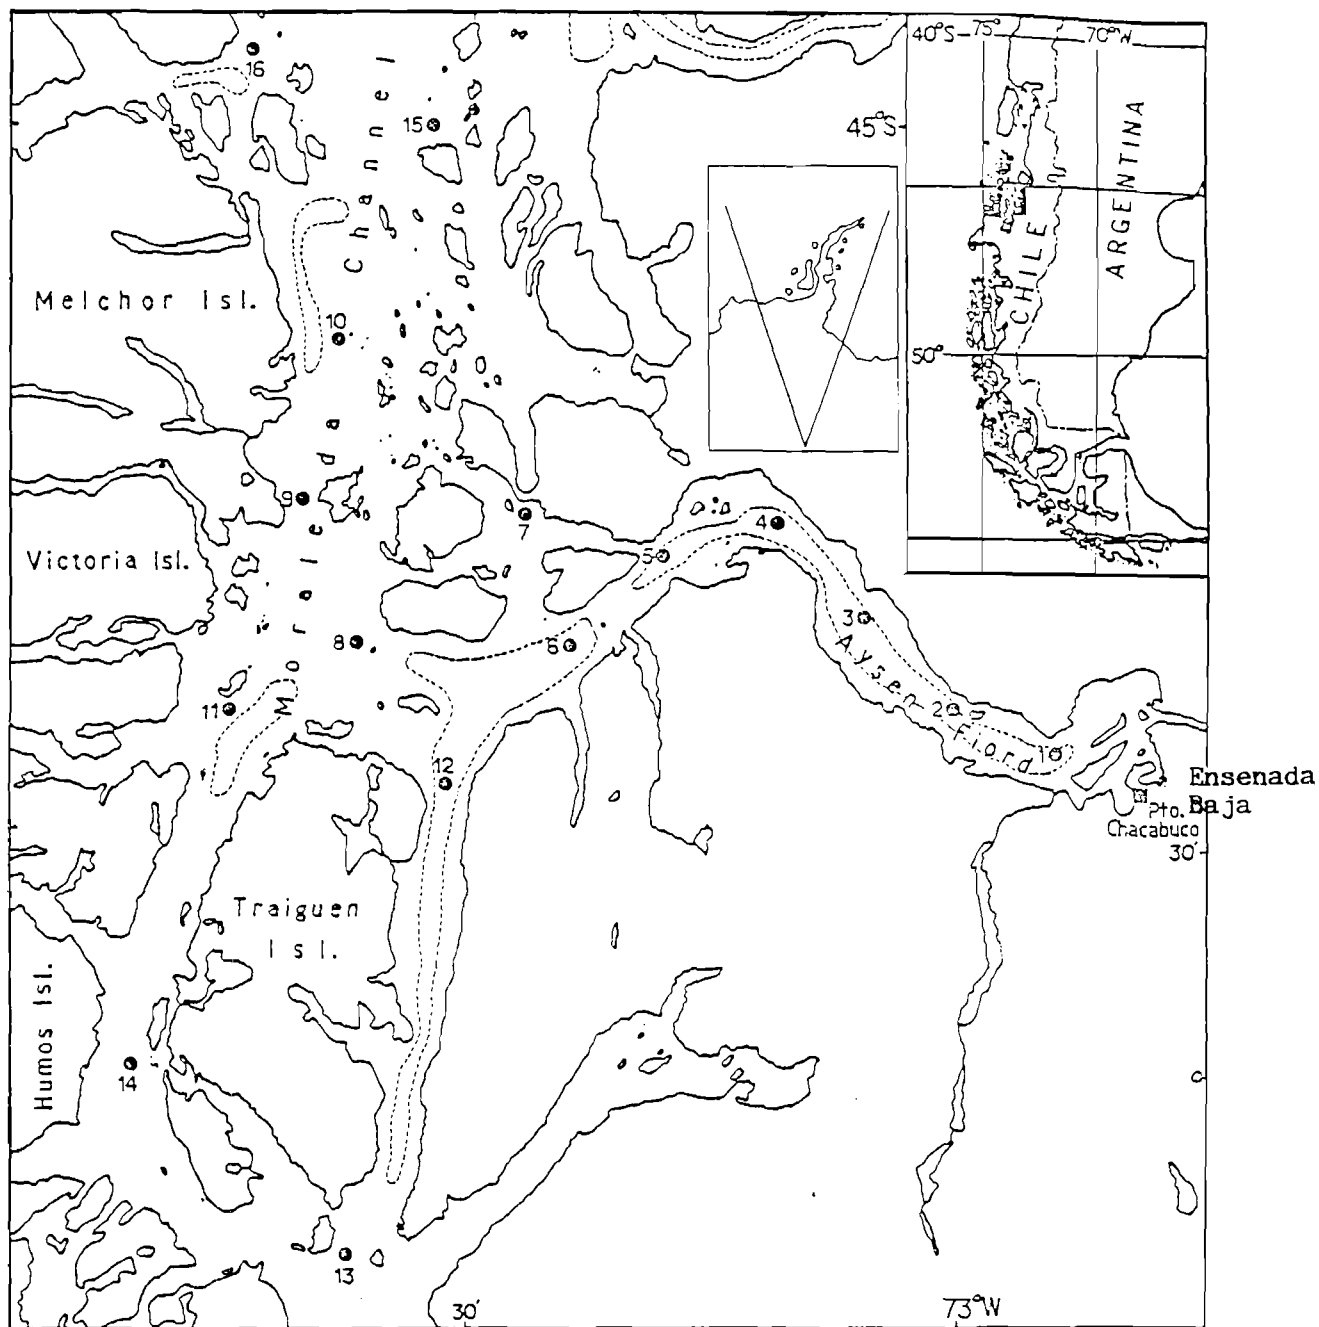 40°S
75°
70°W
16
15
45°S
Channel
ARGENTINA
CHILE
Melchor Isl.
10
50°
9
7
4
5
Victoria Isl.
Moraleda
3
8
6
Aysen Fiord
11
2
1
12
Ensenada
Baja
Pto.
Chacabuco
30'
Traiguen
Isl.
Humos Isl.
14
13
30'
73°W